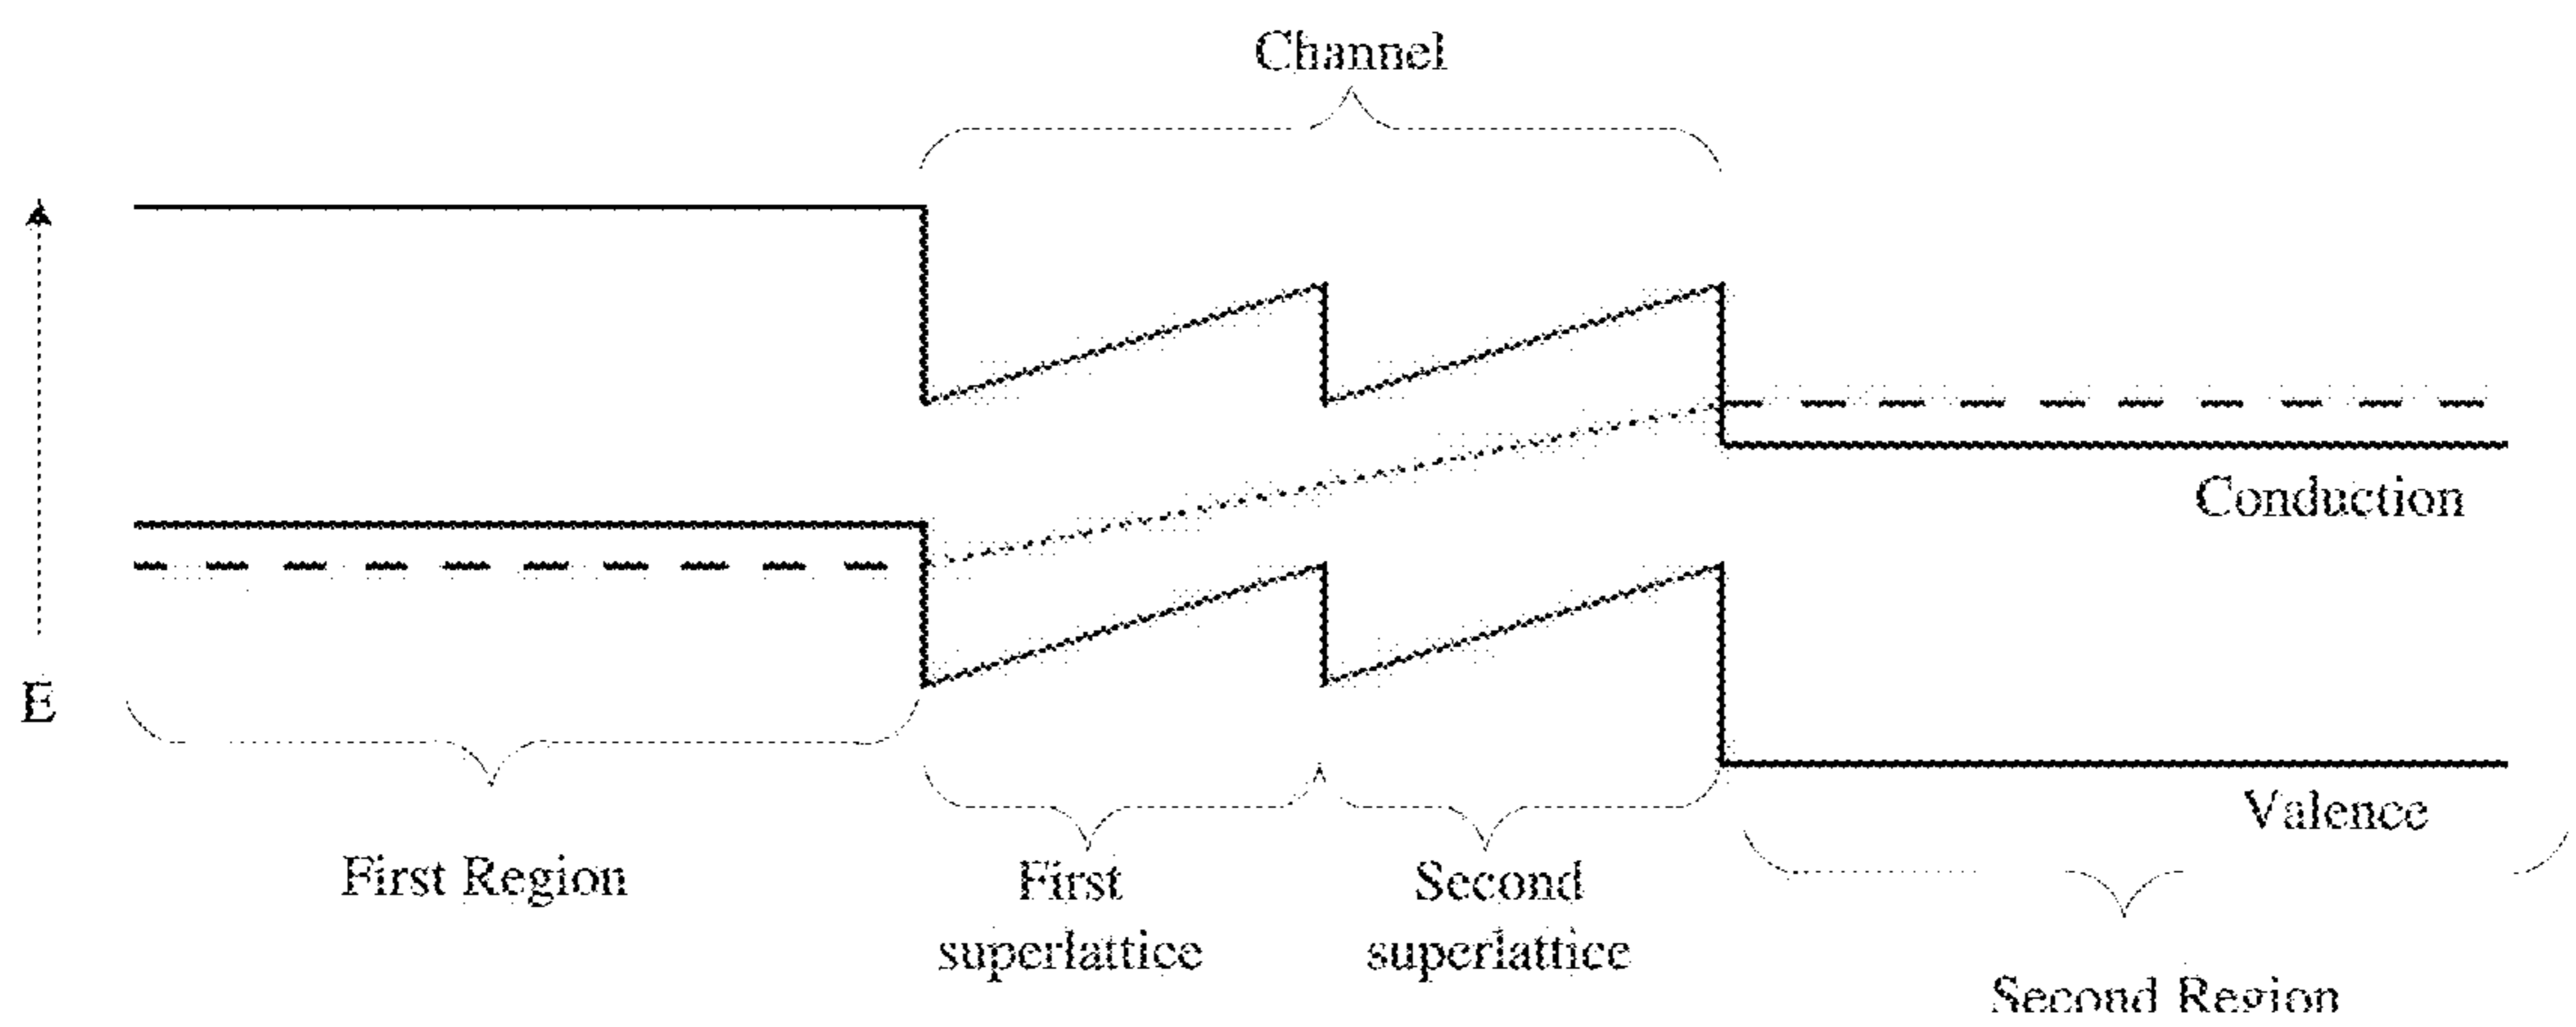 Channel
Conduction
E
Valence
First Region
First
superlattice
Second
superlattice
Second Region